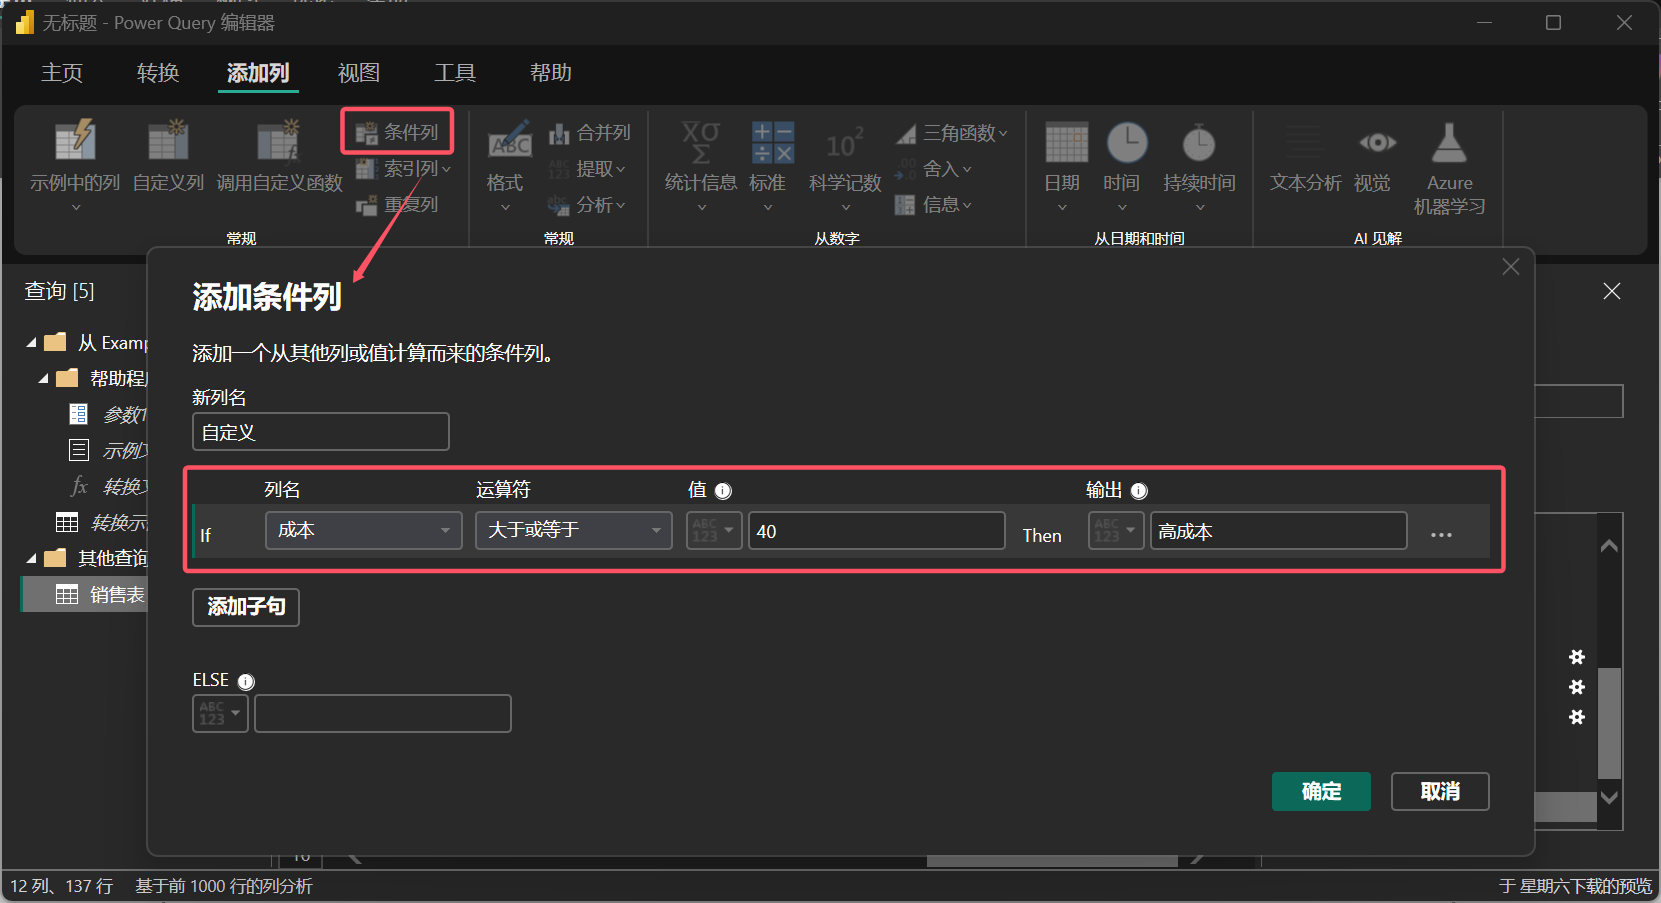 无标题 - Power Query 编辑器
主页 转换 添加列 视图 工具 帮助
示例中的列
自定义列
调用自定义函数
条件列
索引列
重复列
常规
格式
合并列
提取
分析
常规
统计信息
标准
科学记数
三角函数
舍入
信息
从数字
日期
时间
持续时间
从日期和时间
文本分析
视觉
Azure
机器学习
AI 见解
查询 [5]
从 Examp
帮助程
参数1
示例
转换
转换示
其他查询
销售表
添加条件列
添加一个从其他列或值计算而来的条件列。
新列名
自定义
列名 运算符 值 输出
If 成本 大于或等于 ABC 123 40 Then ABC 123 高成本 ...
添加子句
ELSE
ABC 123
确定 取消
12 列、137 行 基于前 1000 行的列分析
于 星期六下载的预览